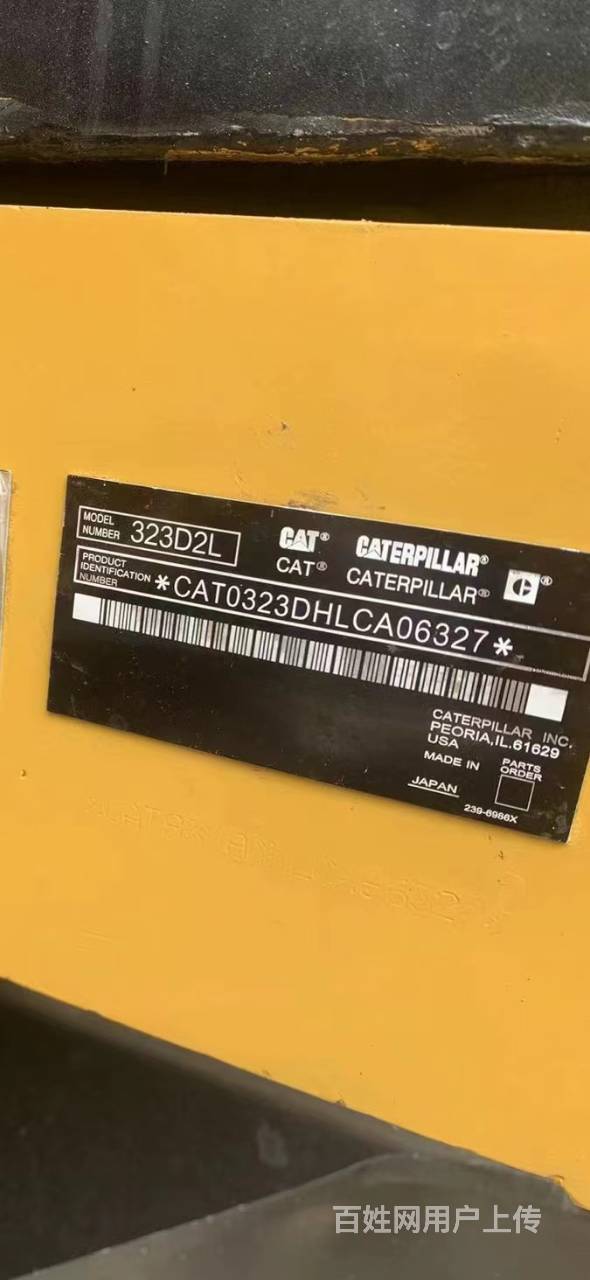 MODEL NUMBER 323D2L
CAT® CATERPILLAR®
CAT® CATERPILLAR® C®
PRODUCT IDENTIFICATION NUMBER *CAT0323DHLCA06327*
CATERPILLAR INC.
PEORIA,IL.61629
USA
MADE IN
JAPAN
PARTS ORDER
239-6986X
百姓网用户上传